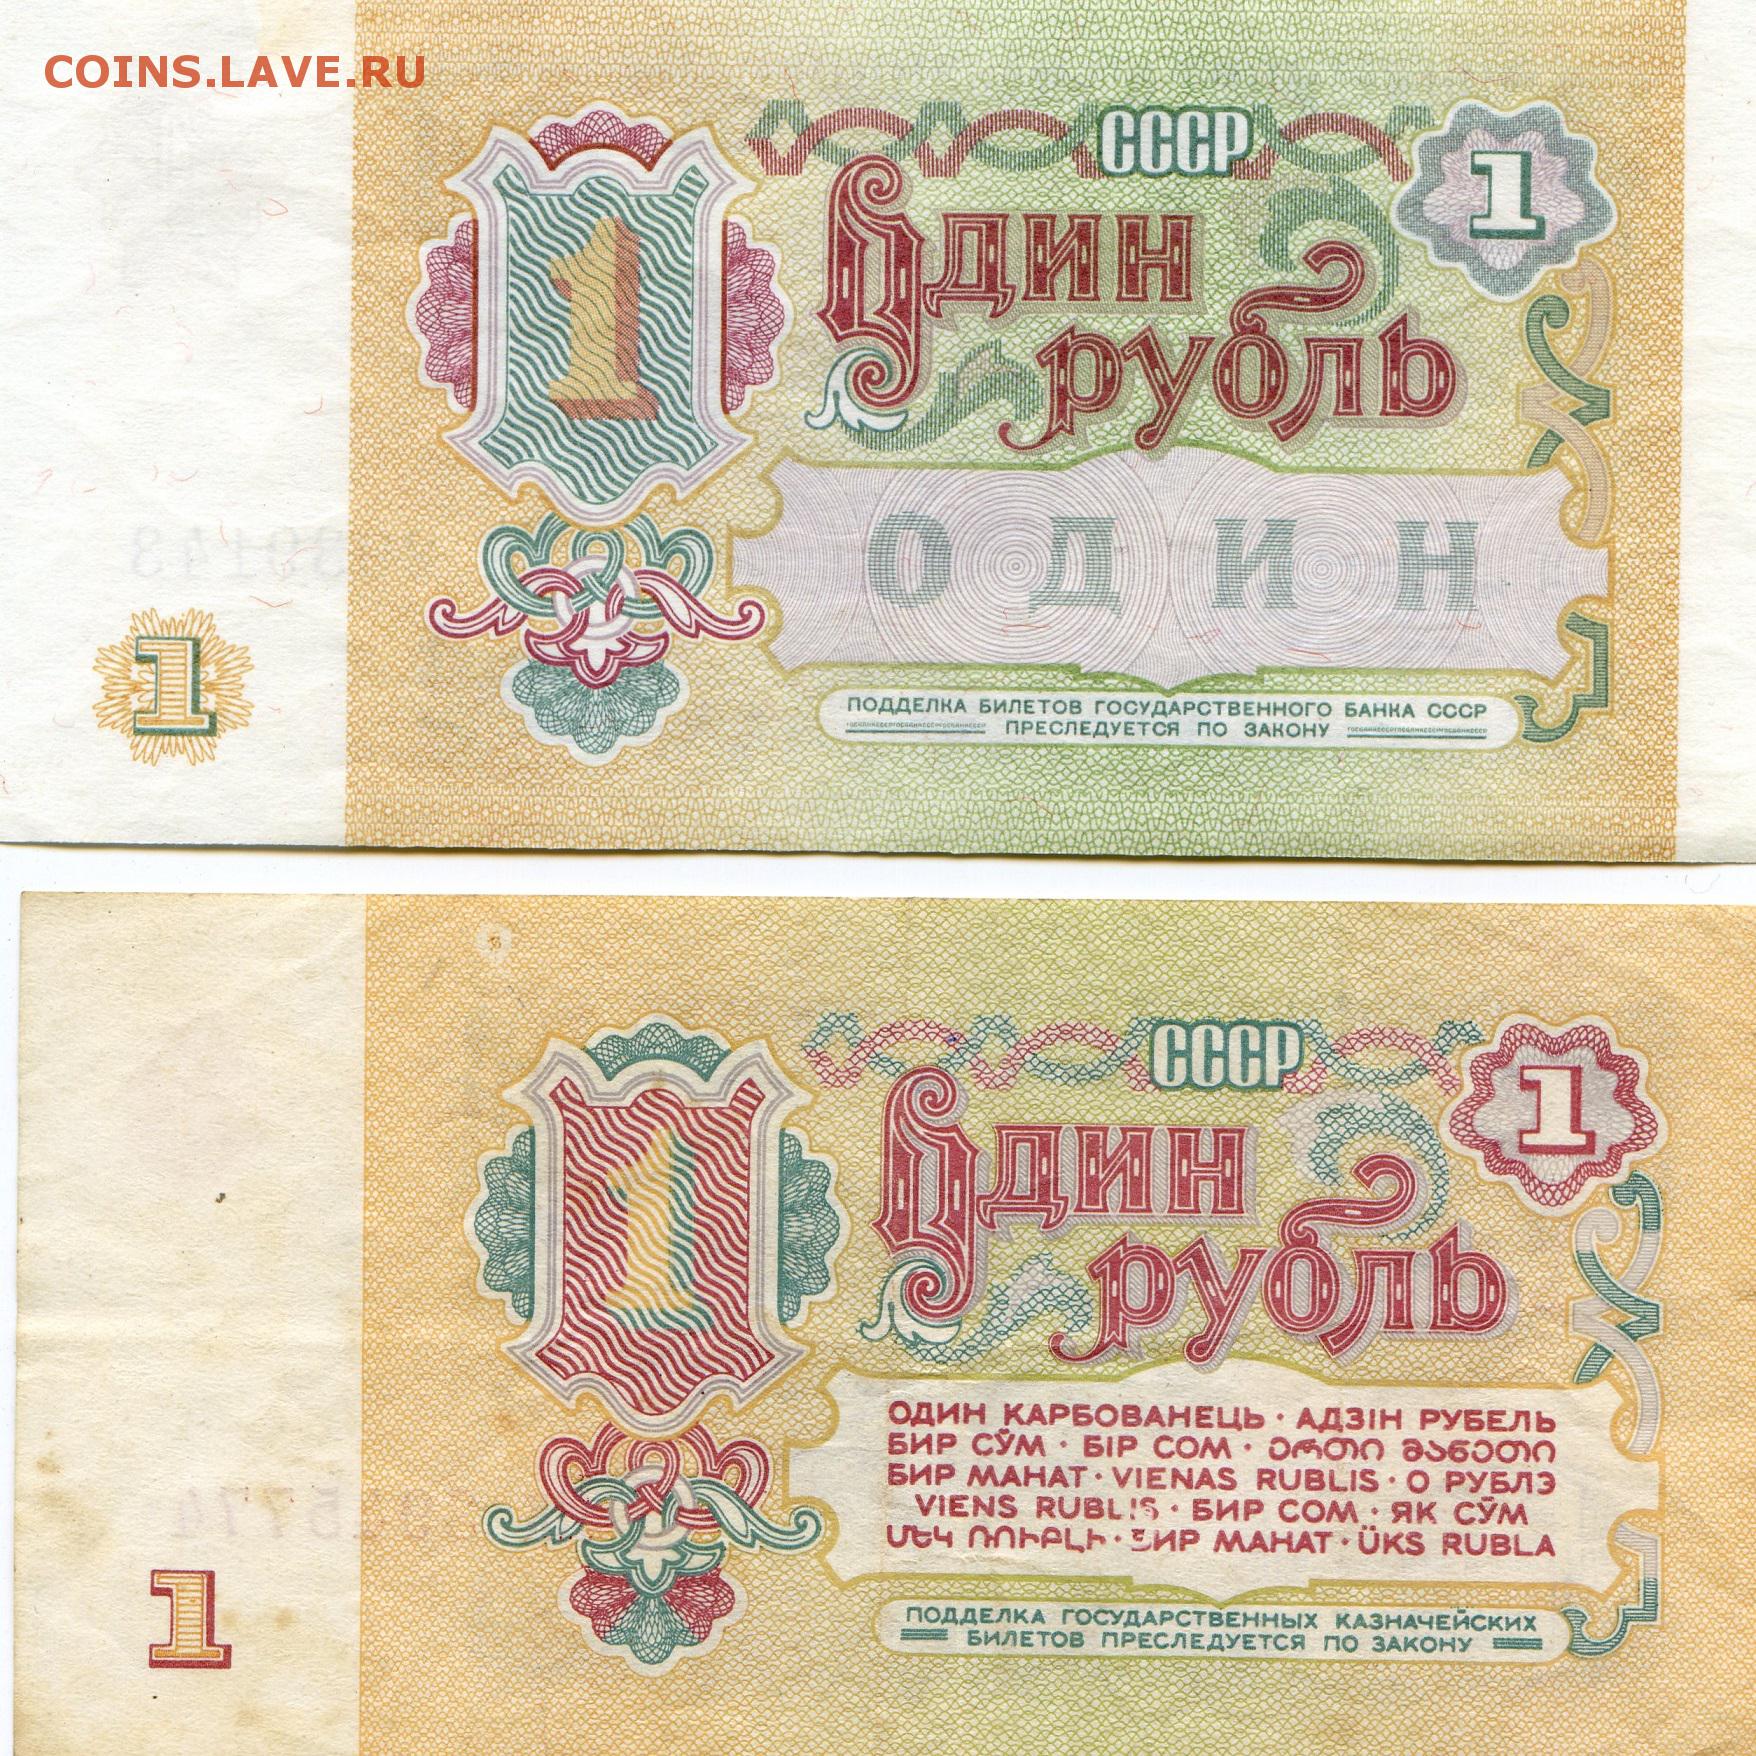 COINS.LAVE.RU
СССР
1
1
Один
рубль
О Д И Н
1
ПОДДЕЛКА БИЛЕТОВ ГОСУДАРСТВЕННОГО БАНКА СССР
ПРЕСЛЕДУЕТСЯ ПО ЗАКОНУ
СССР
1
1
Один
рубль
ОДИН КАРБОВАНЕЦЬ · АДЗІН РУБЕЛЬ
БИР СЎМ · БІР СОМ · ერთი მანეთი
БИР МАНАТ · VIENAS RUBLIS · О РУБЛЭ
VIENS RUBLIS · БИР СОМ · ЯК СӮМ
ՄԵԿ ՌՈՒԲԼԻ · БИР МАНАТ · ÜKS RUBLA
1
ПОДДЕЛКА ГОСУДАРСТВЕННЫХ КАЗНАЧЕЙСКИХ
БИЛЕТОВ ПРЕСЛЕДУЕТСЯ ПО ЗАКОНУ